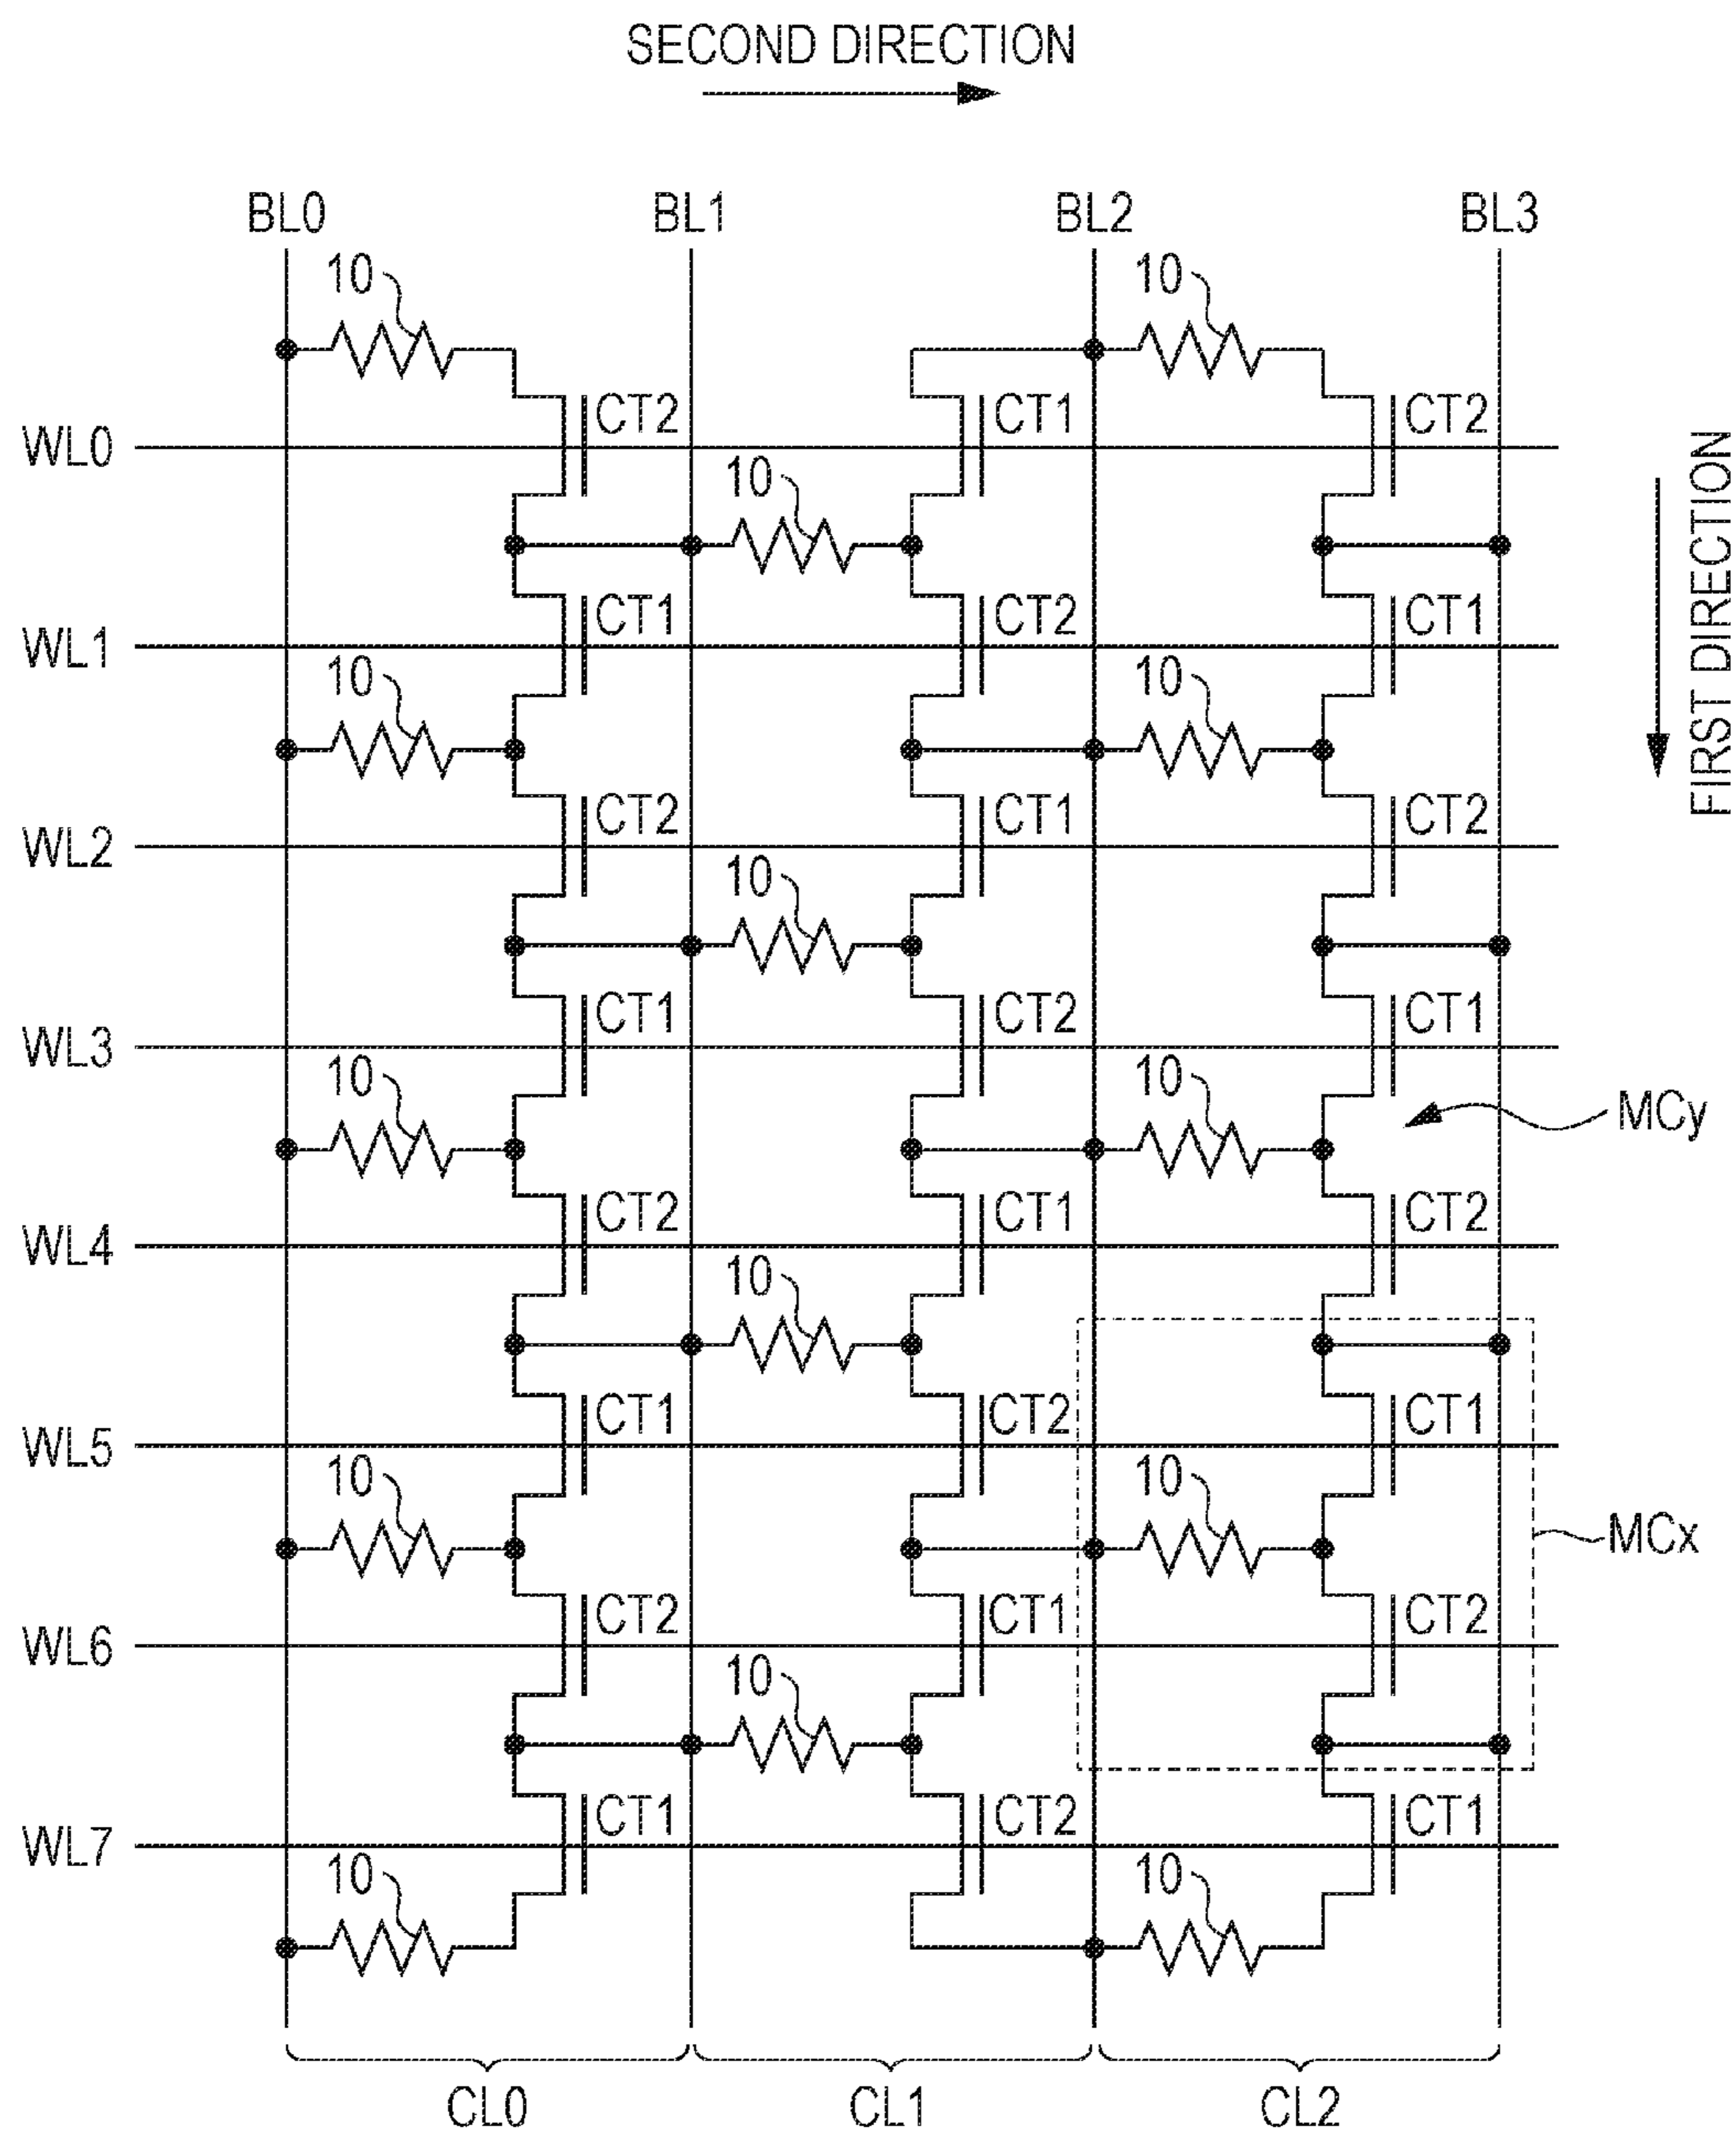 SECOND DIRECTION
BL0 BL1 BL2 BL3
10 10
WL0 CT2 CT1 CT2
10
FIRST DIRECTION
WL1 CT1 CT2 CT1
10 10
WL2 CT2 CT1 CT2
10
WL3 CT1 CT2 CT1
10 10
MCy
WL4 CT2 CT1 CT2
10
WL5 CT1 CT2 CT1
10 10
MCx
WL6 CT2 CT1 CT2
10
WL7 CT1 CT2 CT1
10 10
CL0 CL1 CL2